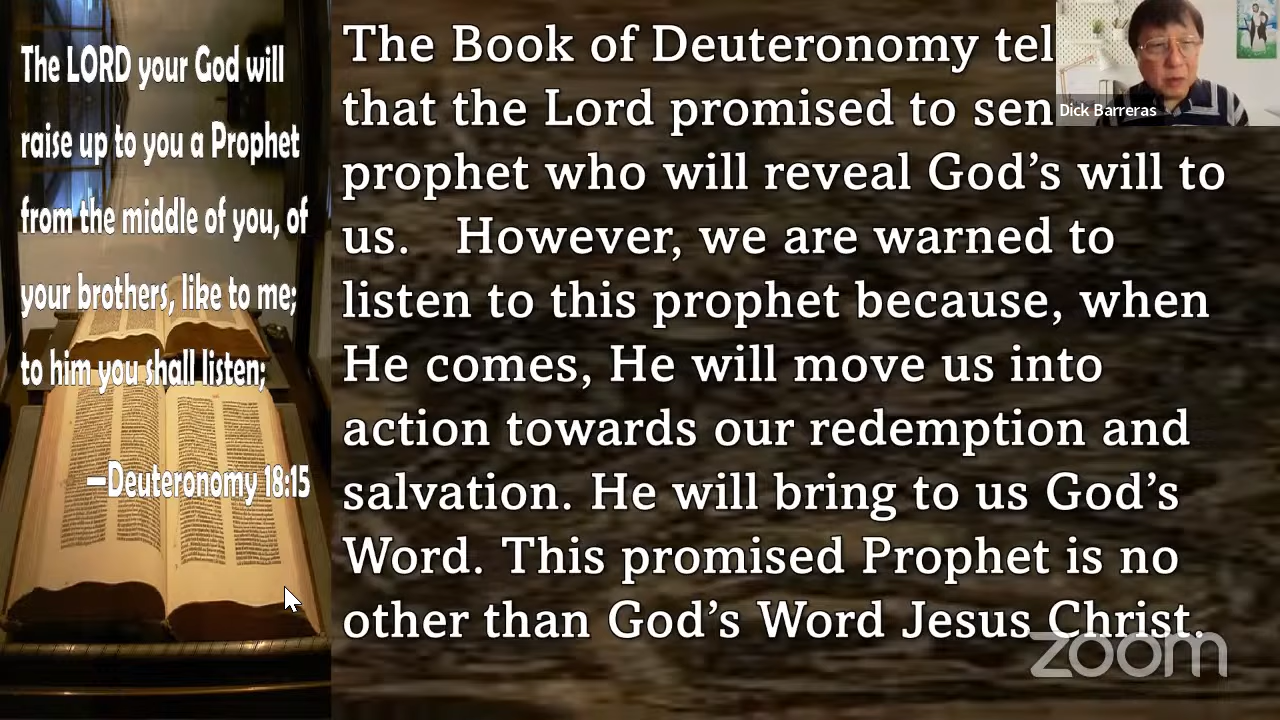 The LORD your God will
raise up to you a Prophet
from the middle of you, of
your brothers, like to me;
to him you shall listen;
—Deuteronomy 18:15
The Book of Deuteronomy tel
that the Lord promised to sen
prophet who will reveal God’s will to
us. However, we are warned to
listen to this prophet because, when
He comes, He will move us into
action towards our redemption and
salvation. He will bring to us God’s
Word. This promised Prophet is no
other than God’s Word Jesus Christ.
Dick Barreras
zoom